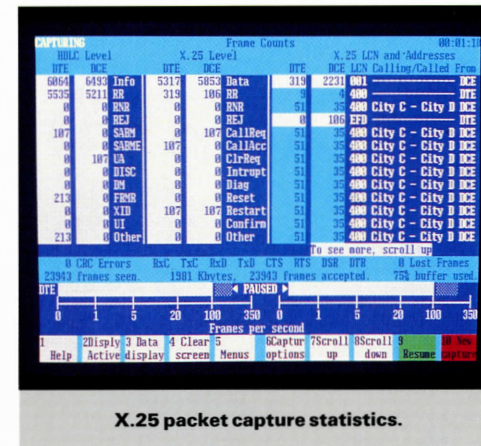 CAPTURING Frame Counts 00:01:18
HDLC Level X.25 Level X.25 LCN and Addresses
DTE DCE DTE DCE DTE DCE LCN Calling/Called From
6064 6493 Info 5317 5853 Data 319 2231 001 DCE
5535 5211 RR 319 106 RR 9 4 400 DTE
0 0 RNR 0 0 RNR 51 35 400 City C - City D DCE
0 0 REJ 0 0 REJ 0 106 EFD DTE
107 0 SABM 0 107 CallReq 51 35 400 City C - City D DCE
0 0 SABME 107 0 CallAcc 51 35 400 City C - City D DCE
0 107 UA 0 0 ClrReq 51 35 400 City C - City D DCE
0 0 DISC 0 0 Intrupt 51 35 400 City C - City D DCE
0 0 DM 0 0 Diag 51 35 400 City C - City D DCE
213 0 FRMR 0 0 Reset 51 35 400 City C - City D DCE
0 0 XID 107 107 Restart 51 35 400 City C - City D DCE
0 0 UI 0 0 Confirm 51 35 400 City C - City D DCE
213 0 Other 0 0 Other 51 35 400 City C - City D DCE
To see more, scroll up
0 CRC Errors RxC TxC RxD TxD CTS RTS DSR DTR 0 Lost Frames
23943 frames seen. 1981 Kbytes, 23943 frames accepted. 75% buffer used
DTE PAUSED DCE
0 1 5 20 100 350 0 1 5 20 100 350
Frames per second
1 Help 2Disply Active 3 Data display 4 Clear screen 5 Menus 6Captur options 7Scroll up 8Scroll down 9 Resume 10 New capture
X.25 packet capture statistics.